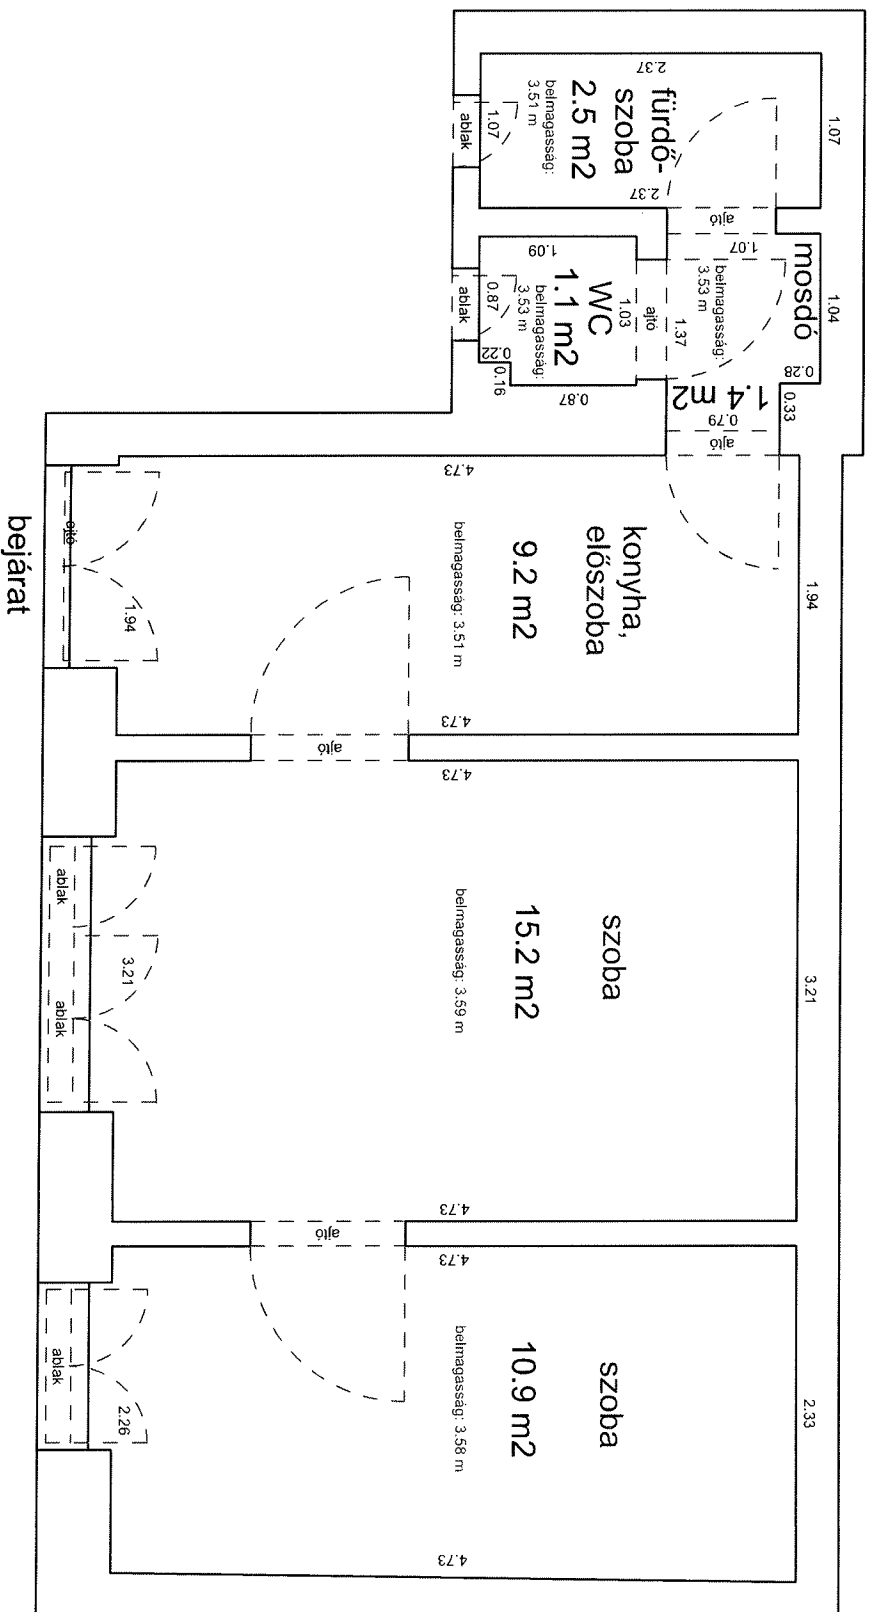 2.37
fürdő-
szoba
2.5 m2
belmagasság:
3.51 m
1.07
ablak
1.07
2.37
ajtó
mosdó
1.07
1.04
belmagasság:
3.53 m
1.4 m2
0.28
0.33
0.79
ajtó
1.37
ajtó
1.09
WC
1.1 m2
1.03
belmagasság:
3.53 m
0.87
ablak
0.22
0.16
0.87
4.73
konyha,
előszoba
9.2 m2
belmagasság: 3.51 m
1.94
ajtó
1.94
bejárat
4.73
ajtó
4.73
szoba
15.2 m2
belmagasság: 3.59 m
3.21
ablak
ablak
3.21
4.73
ajtó
4.73
szoba
10.9 m2
belmagasság: 3.58 m
2.33
ablak
2.26
4.73